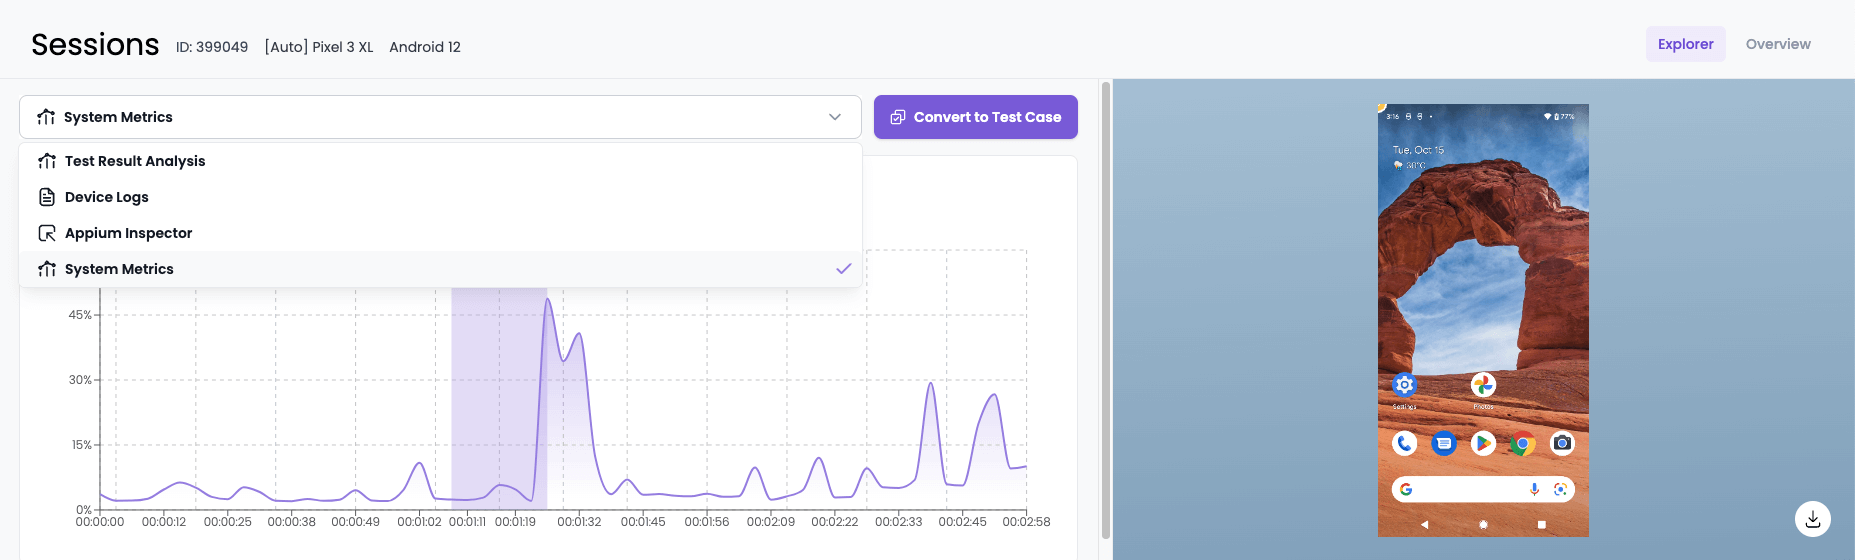 Sessions ID: 399049 [Auto] Pixel 3 XL Android 12
Explorer Overview
System Metrics
Convert to Test Case
Test Result Analysis
Device Logs
Appium Inspector
System Metrics
45%
30%
15%
0%
00:00:00 00:00:12 00:00:25 00:00:38 00:00:49 00:01:02 00:01:11 00:01:19 00:01:32 00:01:45 00:01:56 00:02:09 00:02:22 00:02:33 00:02:45 00:02:58
3:16 77%
Tue, Oct 15
Settings Photos